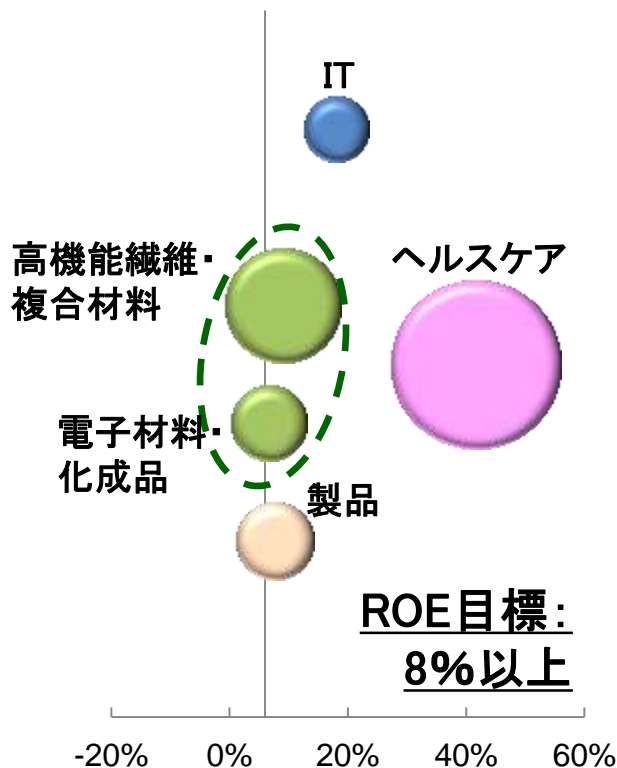 IT
高機能繊維・
複合材料
ヘルスケア
電子材料・
化成品
製品
ROE目標:
8%以上
-20%
0%
20%
40%
60%